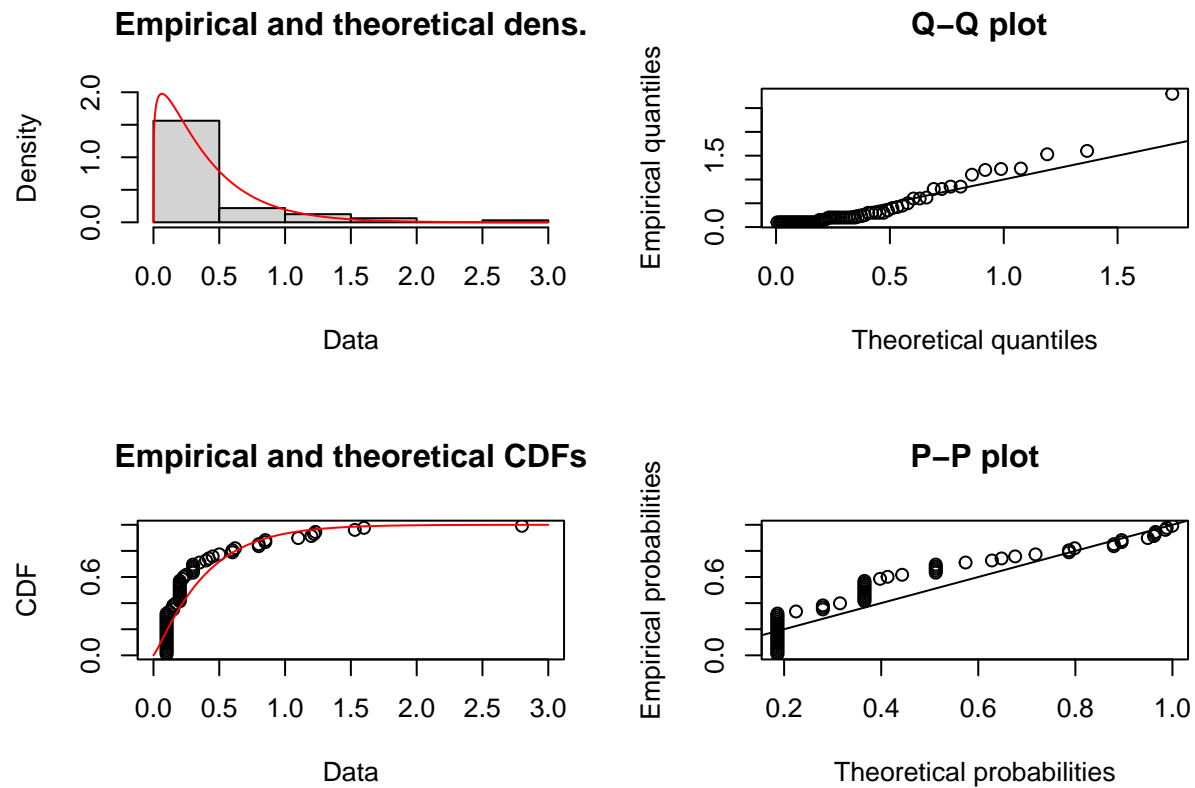 Empirical and theoretical dens.
Density
0.0 1.0 2.0
0.0 0.5 1.0 1.5 2.0 2.5 3.0
Data
Q−Q plot
Empirical quantiles
0.0 1.5
0.0 0.5 1.0 1.5
Theoretical quantiles
Empirical and theoretical CDFs
CDF
0.0 0.6
0.0 0.5 1.0 1.5 2.0 2.5 3.0
Data
P−P plot
Empirical probabilities
0.0 0.6
0.2 0.4 0.6 0.8 1.0
Theoretical probabilities